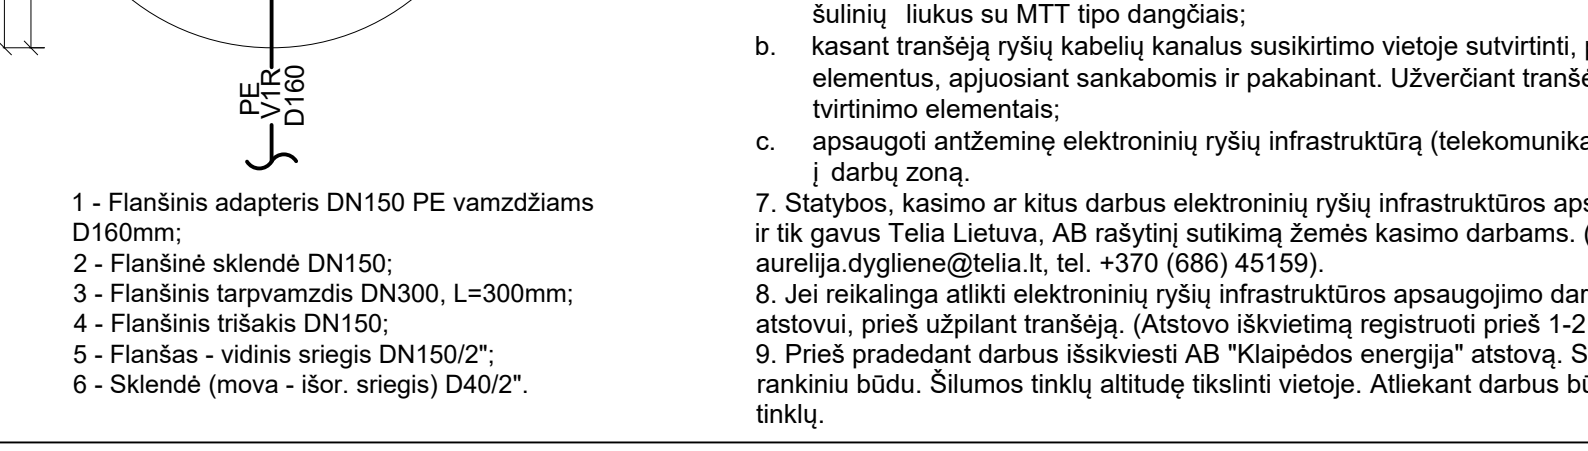 PE
V1R
D160
1 - Flanšinis adapteris DN150 PE vamzdžiams
D160mm;
2 - Flanšinė sklendė DN150;
3 - Flanšinis tarpvamzdis DN300, L=300mm;
4 - Flanšinis trišakis DN150;
5 - Flanšas - vidinis sriegis DN150/2";
6 - Sklendė (mova - išor. sriegis) D40/2".
šulinių liukus su MTT tipo dangčiais;
b. kasant tranšėją ryšių kabelių kanalus susikirtimo vietoje sutvirtinti,
elementus, apjuosiant sankabomis ir pakabinant. Užverčiant tranšė
tvirtinimo elementais;
c. apsaugoti antžeminę elektroninių ryšių infrastruktūrą (telekomunika
į darbų zoną.
7. Statybos, kasimo ar kitus darbus elektroninių ryšių infrastruktūros aps
ir tik gavus Telia Lietuva, AB rašytinį sutikimą žemės kasimo darbams. (
aurelija.dygliene@telia.lt, tel. +370 (686) 45159).
8. Jei reikalinga atlikti elektroninių ryšių infrastruktūros apsaugojimo dar
atstovui, prieš užpilant tranšėją. (Atstovo iškvietimą registruoti prieš 1-2
9. Prieš pradedant darbus išsikviesti AB "Klaipėdos energija" atstovą. S
rankiniu būdu. Šilumos tinklų altitudę tikslinti vietoje. Atliekant darbus bū
tinklų.